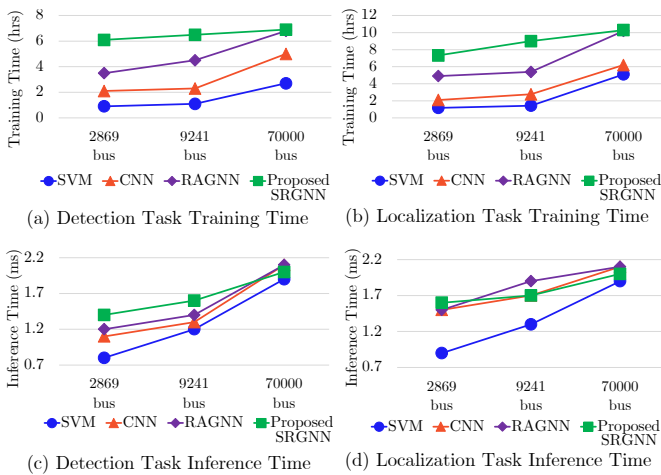 Training Time (hrs)
8
6
4
2
0
2869 bus
9241 bus
70000 bus
SVM CNN RAGNN Proposed SRGNN
(a) Detection Task Training Time
Training Time (hrs)
12
10
8
6
4
2
0
2869 bus
9241 bus
70000 bus
SVM CNN RAGNN Proposed SRGNN
(b) Localization Task Training Time
Inference Time (ms)
2.2
1.7
1.2
0.7
2869 bus
9241 bus
70000 bus
SVM CNN RAGNN Proposed SRGNN
(c) Detection Task Inference Time
Inference Time (ms)
2.2
1.7
1.2
0.7
2869 bus
9241 bus
70000 bus
SVM CNN RAGNN Proposed SRGNN
(d) Localization Task Inference Time